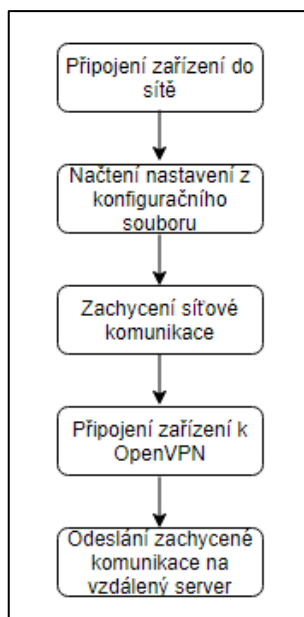 Připojení zařízení do
sítě
Načtení nastavení z
konfiguračního
souboru
Zachycení síťové
komunikace
Připojení zařízení k
OpenVPN
Odeslání zachycené
komunikace na
vzdálený server